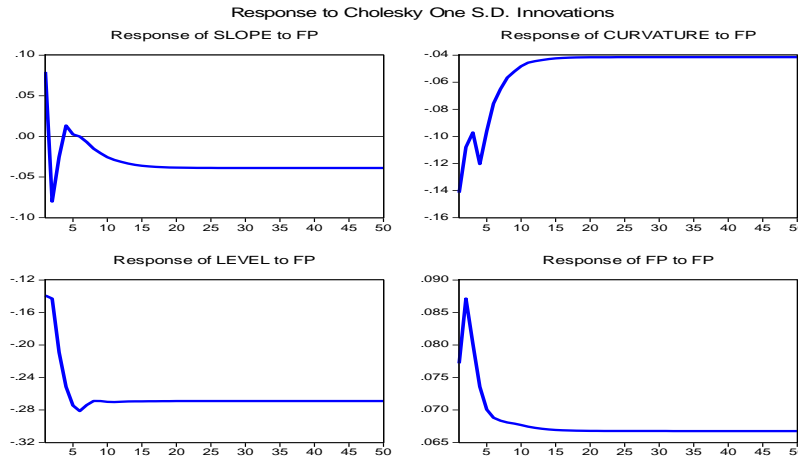 Response to Cholesky One S.D. Innovations
Response of SLOPE to FP
.10
.05
.00
-.05
-.10
5 10 15 20 25 30 35 40 45 50
Response of CURVATURE to FP
-.04
-.06
-.08
-.10
-.12
-.14
-.16
5 10 15 20 25 30 35 40 45 5
Response of LEVEL to FP
-.12
-.16
-.20
-.24
-.28
-.32
5 10 15 20 25 30 35 40 45 50
Response of FP to FP
.090
.085
.080
.075
.070
.065
5 10 15 20 25 30 35 40 45 5